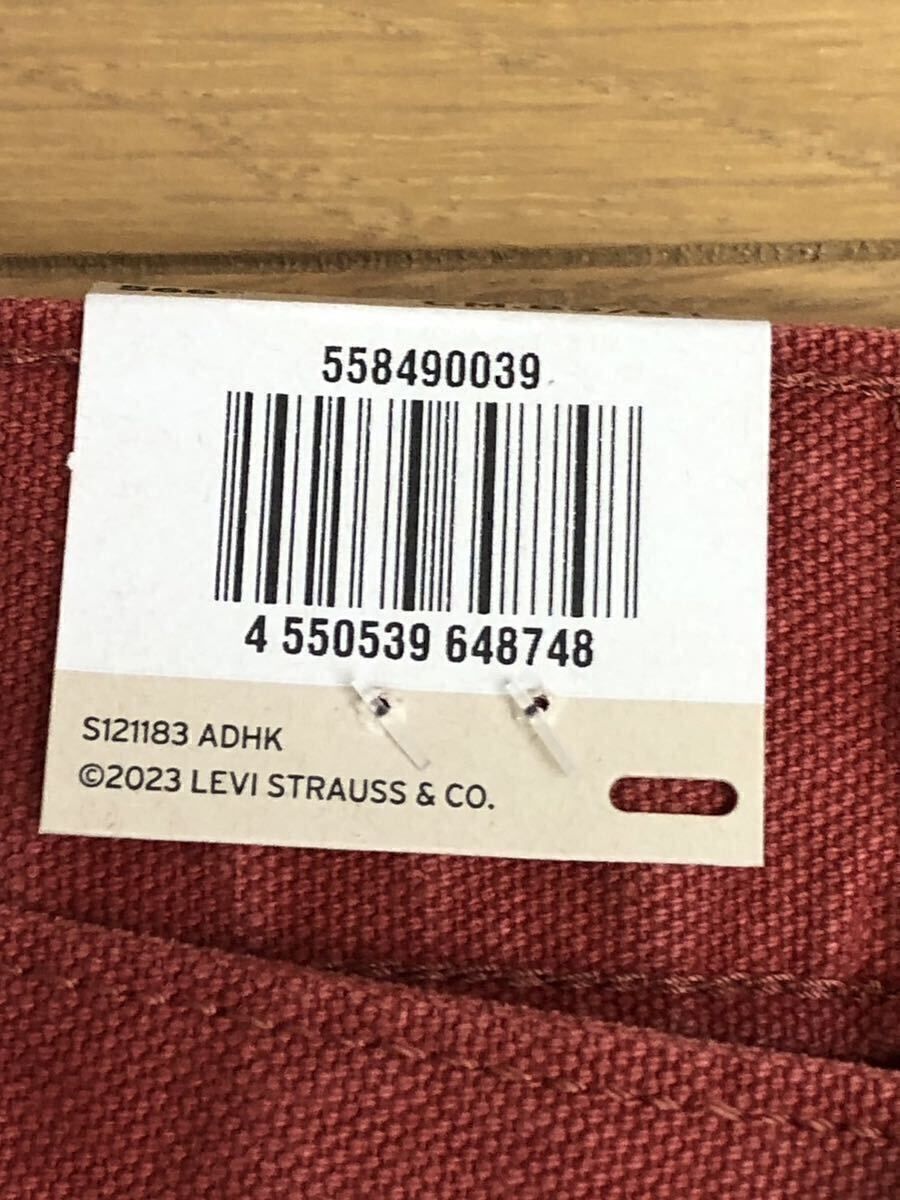 558490039
4 550539 648748
S121183 ADHK
©2023 LEVI STRAUSS & CO.